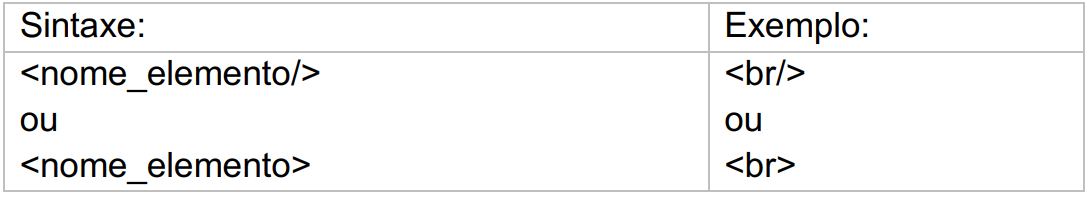 Sintaxe:
Exemplo:
<nome_elemento/>
ou
<nome_elemento>
<br/>
ou
<br>